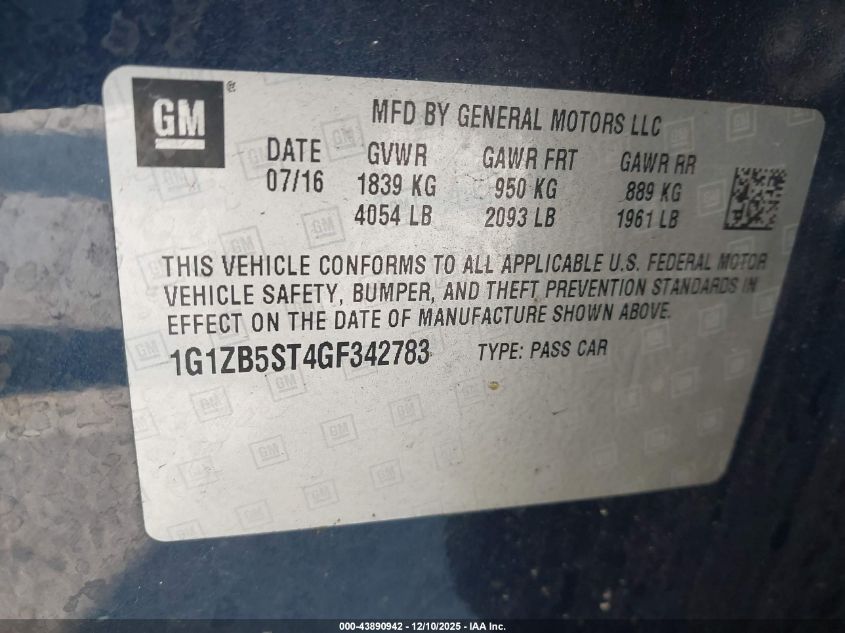 GM ®
MFD BY GENERAL MOTORS LLC
DATE GVWR GAWR FRT GAWR RR
07/16 1839 KG 950 KG 889 KG
4054 LB 2093 LB 1961 LB
THIS VEHICLE CONFORMS TO ALL APPLICABLE U.S. FEDERAL MOTOR
VEHICLE SAFETY, BUMPER, AND THEFT PREVENTION STANDARDS IN
EFFECT ON THE DATE OF MANUFACTURE SHOWN ABOVE.
1G1ZB5ST4GF342783 TYPE: PASS CAR
000-43890942 - 12/10/2025 - IAA Inc.